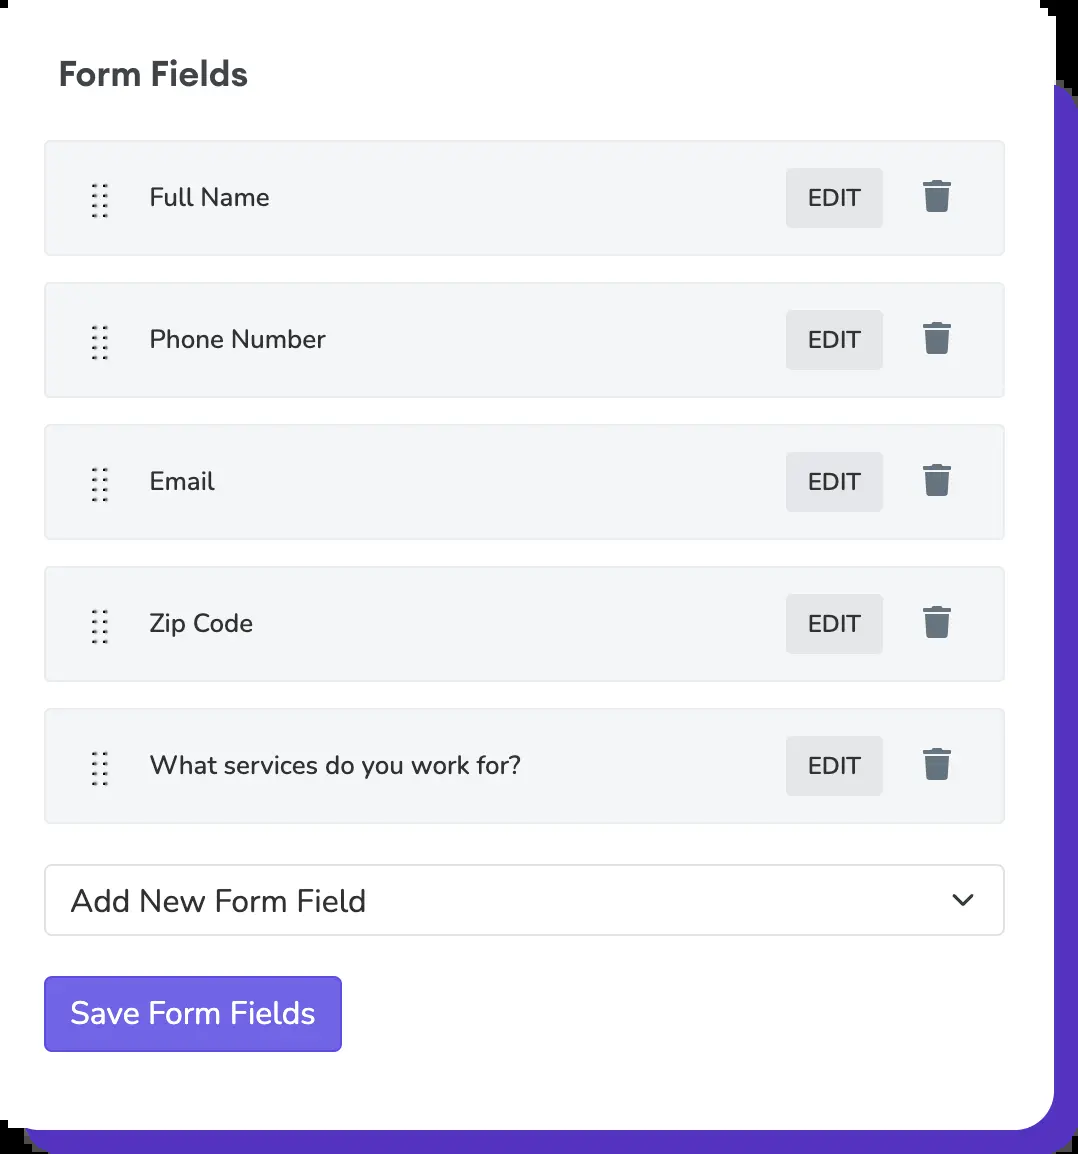 Form Fields
Full Name EDIT
Phone Number EDIT
Email EDIT
Zip Code EDIT
What services do you work for? EDIT
Add New Form Field
Save Form Fields